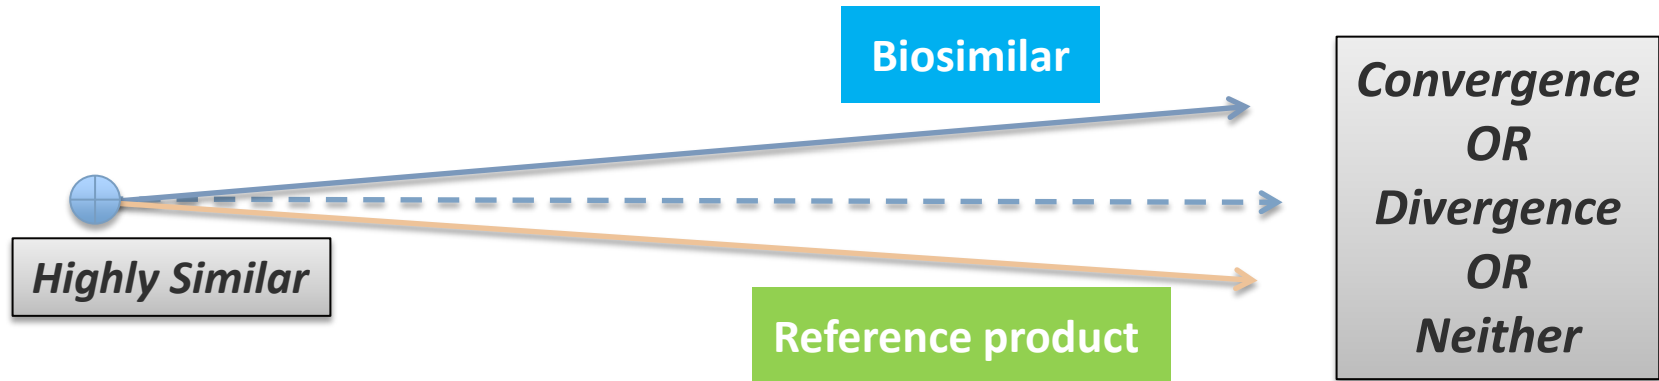 Biosimilar
Highly Similar
Reference product
Convergence
OR
Divergence
OR
Neither